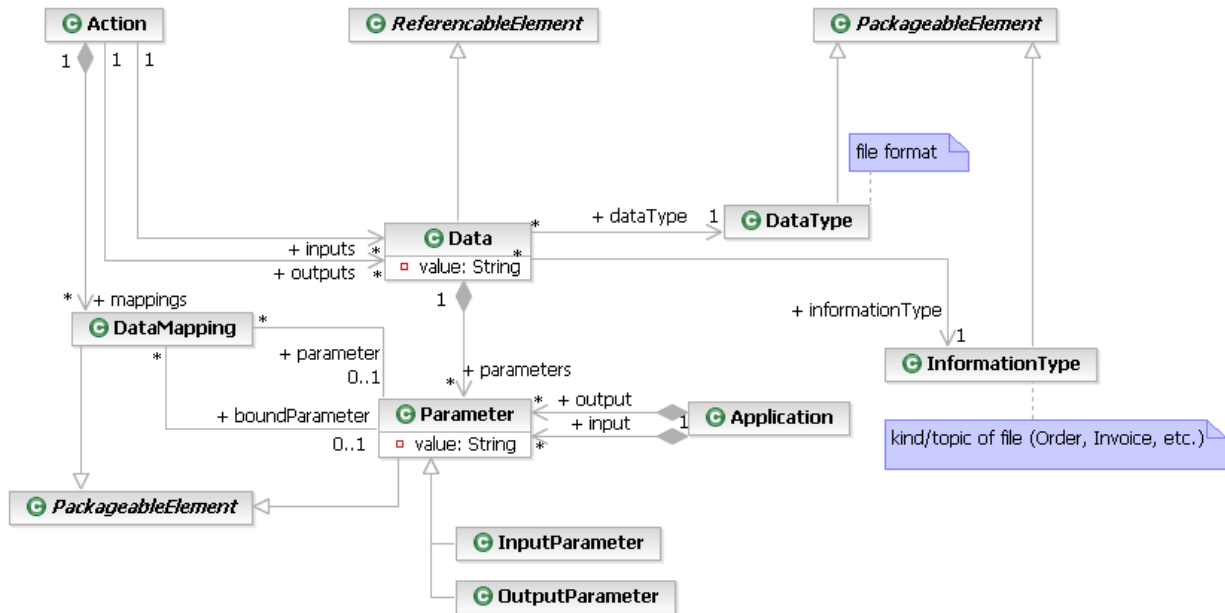 Action
ReferencableElement
PackageableElement
1
1
1
file format
+ dataType
1
DataType
*
Data
*
value: String
+ inputs
*
+ outputs
*
1
+ informationType
1
InformationType
*
+ mappings
DataMapping
*
*
+ parameter
0..1
+ parameters
*
+ boundParameter
0..1
Parameter
value: String
*
+ output
+ input
*
1
Application
kind/topic of file (Order, Invoice, etc.)
PackageableElement
InputParameter
OutputParameter